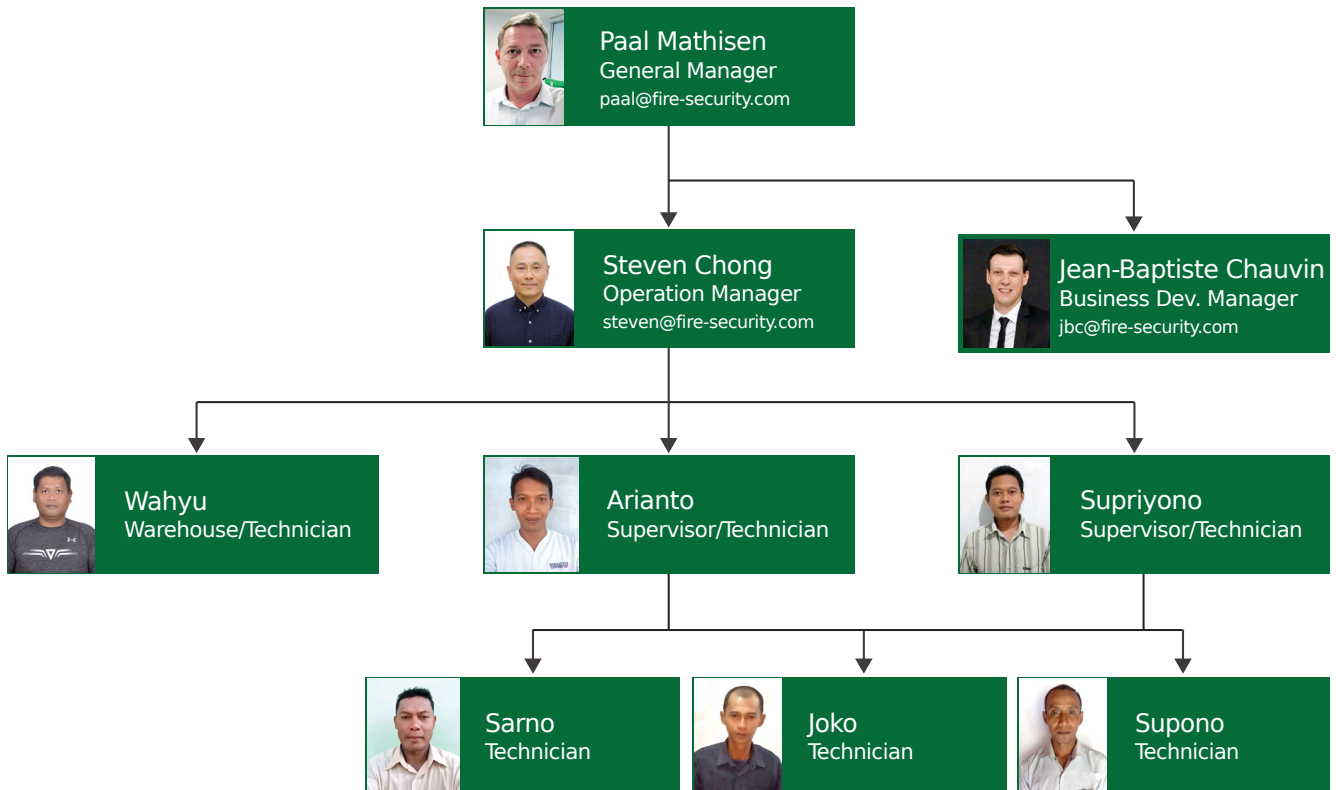 Paal Mathisen
General Manager
paal@fire-security.com
Steven Chong
Operation Manager
steven@fire-security.com
Jean-Baptiste Chauvin
Business Dev. Manager
jbc@fire-security.com
Wahyu
Warehouse/Technician
Arianto
Supervisor/Technician
Supriyono
Supervisor/Technician
Sarno
Technician
Joko
Technician
Supono
Technician